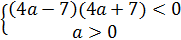 {(4a − 7)(4a + 7) < 0
a > 0